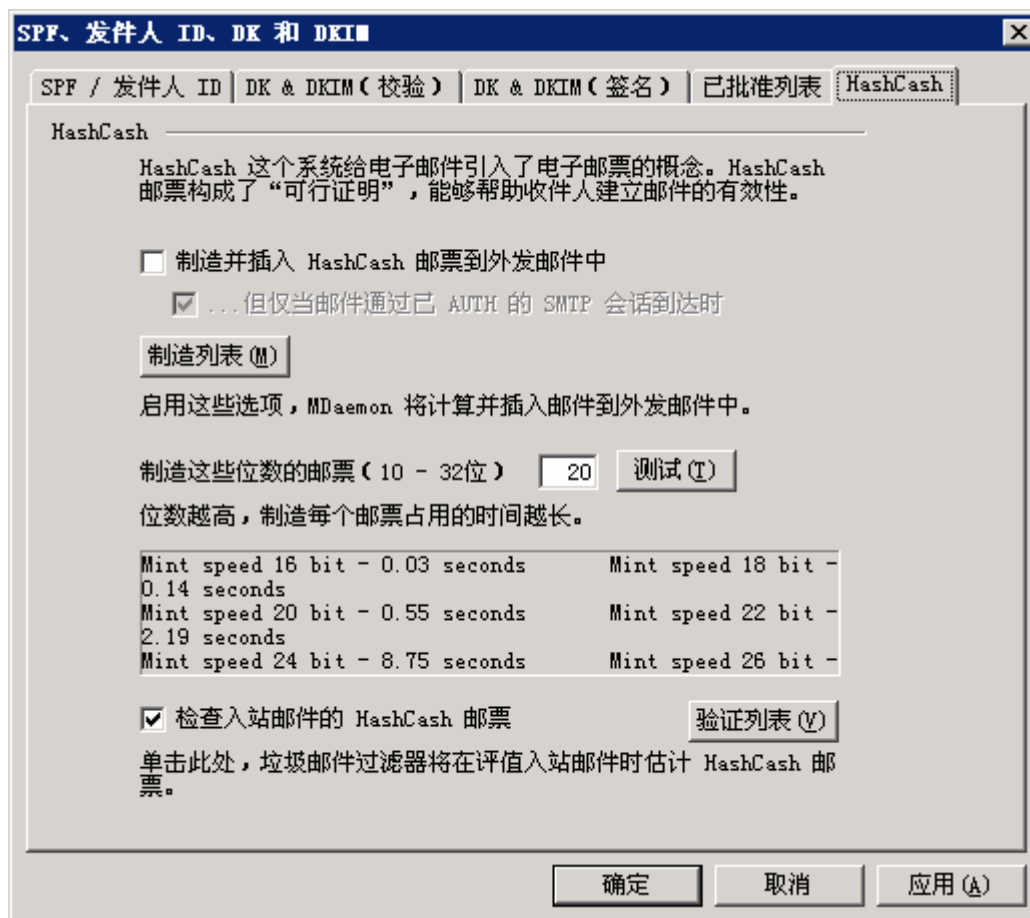 SPF、发件人 ID、DK 和 DKIM
SPF / 发件人 ID DK & DKIM(校验) DK & DKIM(签名) 已批准列表 HashCash
HashCash
HashCash 这个系统给电子邮件引入了电子邮票的概念。HashCash
邮票构成了“可行证明”,能够帮助收件人建立邮件的有效性。
制造并插入 HashCash 邮票到外发邮件中
...但仅当邮件通过已 AUTH 的 SMTP 会话到达时
制造列表(M)
启用这些选项,MDaemon 将计算并插入邮件到外发邮件中。
制造这些位数的邮票(10 - 32位) 20 测试(T)
位数越高,制造每个邮票占用的时间越长。
Mint speed 16 bit - 0.03 seconds Mint speed 18 bit -
0.14 seconds
Mint speed 20 bit - 0.55 seconds Mint speed 22 bit -
2.19 seconds
Mint speed 24 bit - 8.75 seconds Mint speed 26 bit -
检查入站邮件的 HashCash 邮票 验证列表(V)
单击此处,垃圾邮件过滤器将在评值入站邮件时估计 HashCash 邮
票。
确定 取消 应用(A)